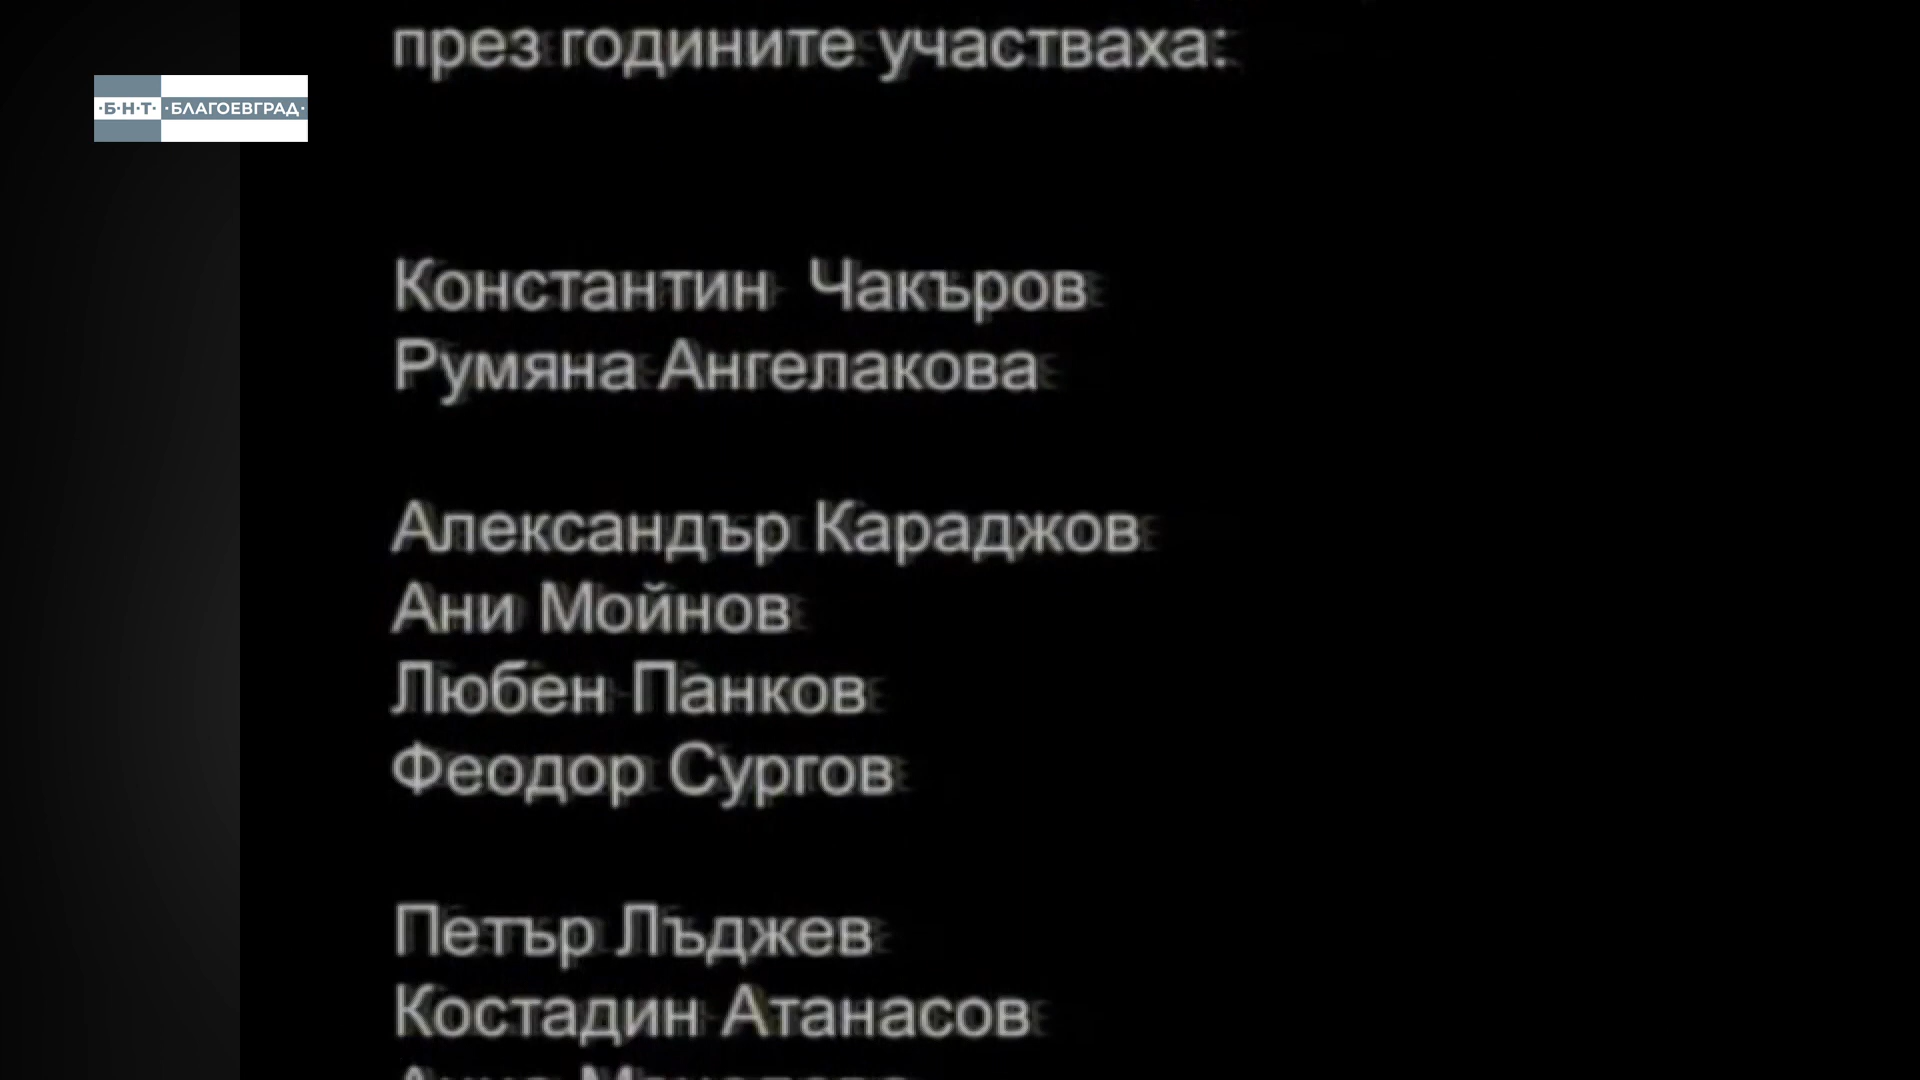 през годините участваха:
·Б·Н·Т· ·БЛАГОЕВГРАД·
Константин Чакъров
Румяна Ангелакова
Александър Караджов
Ани Мойнов
Любен Панков
Феодор Сургов
Петър Лъджев
Костадин Атанасов